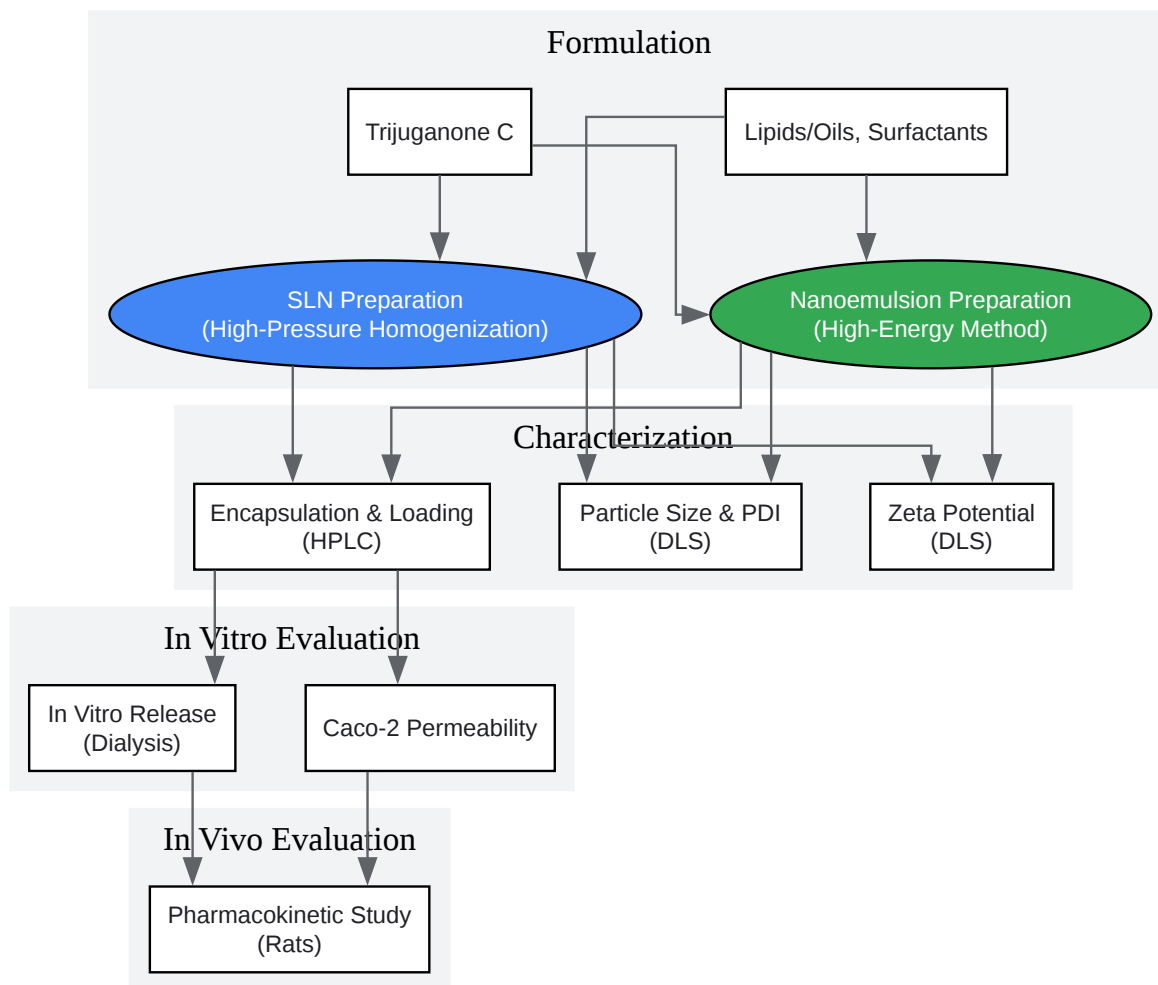 Formulation
Trijuganone C
Lipids/Oils, Surfactants
SLN Preparation
(High-Pressure Homogenization)
Nanoemulsion Preparation
(High-Energy Method)
Characterization
Encapsulation & Loading
(HPLC)
Particle Size & PDI
(DLS)
Zeta Potential
(DLS)
In Vitro Evaluation
In Vitro Release
(Dialysis)
Caco-2 Permeability
In Vivo Evaluation
Pharmacokinetic Study
(Rats)